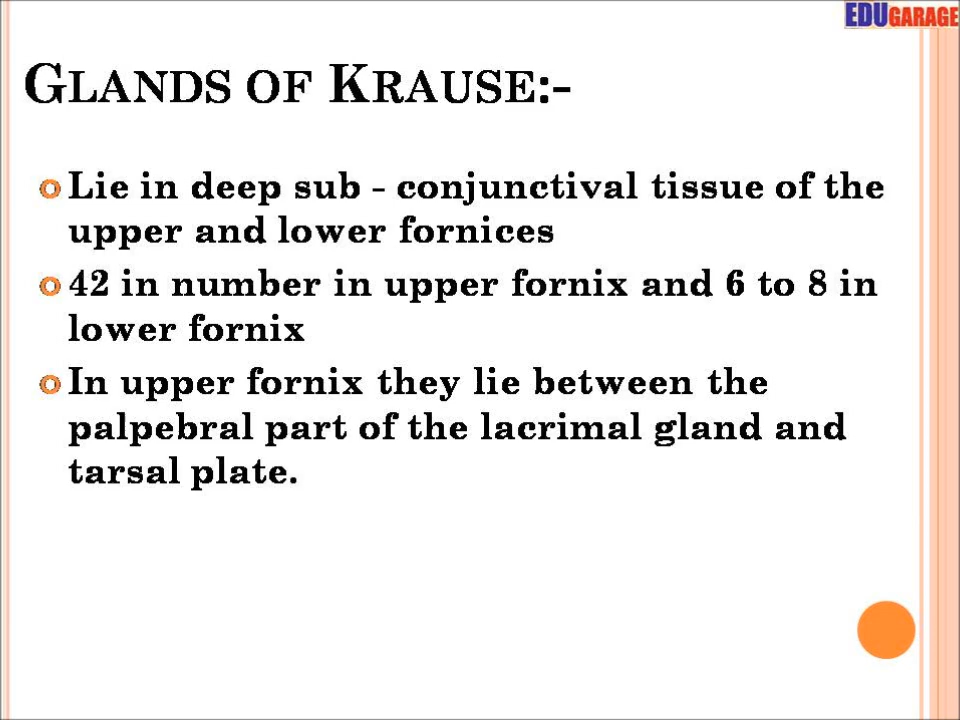 EDUGARAGE
GLANDS OF KRAUSE:-
Lie in deep sub - conjunctival tissue of the
upper and lower fornices
42 in number in upper fornix and 6 to 8 in
lower fornix
In upper fornix they lie between the
palpebral part of the lacrimal gland and
tarsal plate.